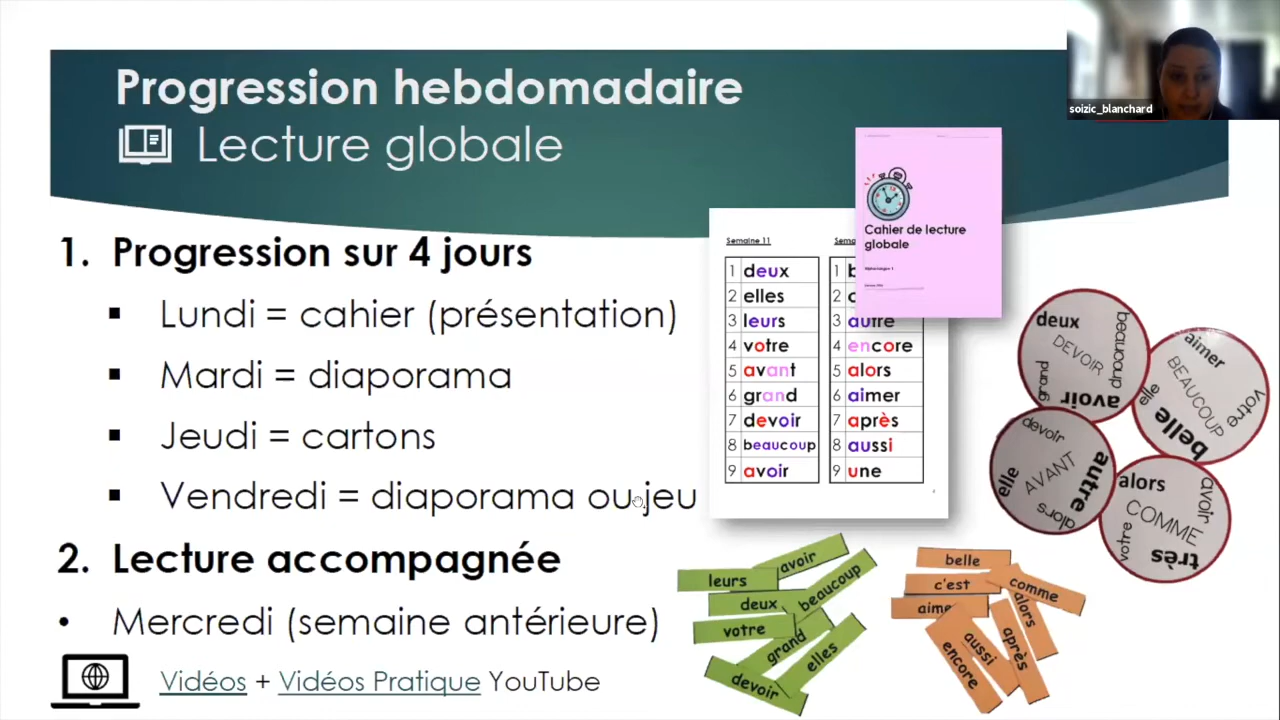 soizic_blanchard
Progression hebdomadaire
Lecture globale
1. Progression sur 4 jours
▪ Lundi = cahier (présentation)
▪ Mardi = diaporama
▪ Jeudi = cartons
▪ Vendredi = diaporama ou jeu
2. Lecture accompagnée
• Mercredi (semaine antérieure)
Vidéos + Vidéos Pratique YouTube
Cahier de lecture
globale
Semaine 11
1 deux
2 elles
3 leurs
4 votre
5 avant
6 grand
7 devoir
8 beaucoup
9 avoir
1
2
3 autre
4 encore
5 alors
6 aimer
7 après
8 aussi
9 une
deux
DEVOIR
beaucoup
grand
avoir
aimer
BEAUCOUP
elle
votre
belle
devoir
AVANT
elle
autre
alors
alors
COMME
avoir
votre
très
avoir
leurs
beaucoup
deux
votre
grand
elles
devoir
belle
c'est
comme
alors
aussi
après
encore